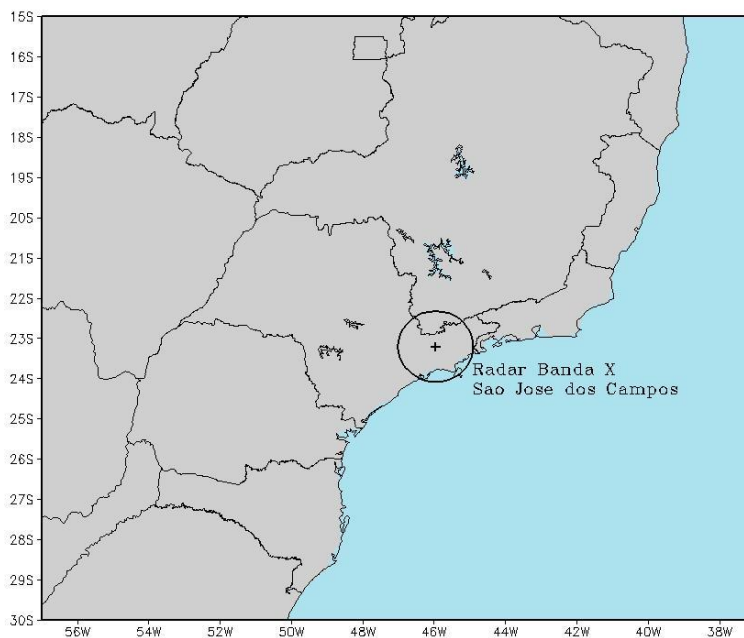 15S
16S
17S
18S
19S
20S
21S
22S
23S
24S
25S
26S
27S
28S
29S
30S
Radar Banda X
Sao Jose dos Campos
56W 54W 52W 50W 48W 46W 44W 42W 40W 38W